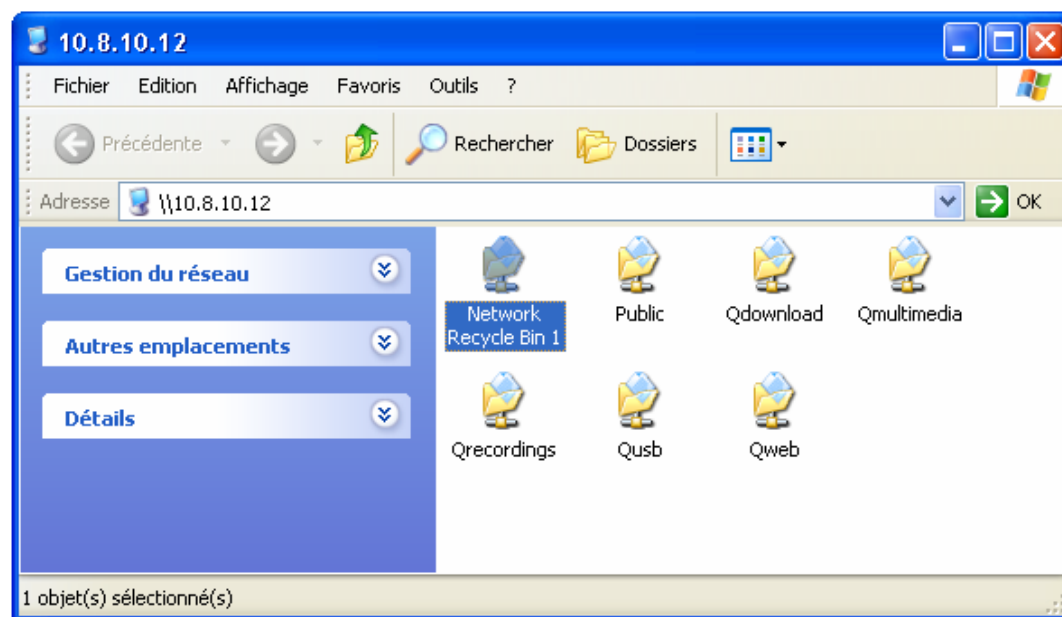 10.8.10.12
Fichier Edition Affichage Favoris Outils ?
Précédente Rechercher Dossiers
Adresse \\10.8.10.12 OK
Gestion du réseau
Autres emplacements
Détails
Network Recycle Bin 1
Public
Qdownload
Qmultimedia
Qrecordings
Qusb
Qweb
1 objet(s) sélectionné(s)